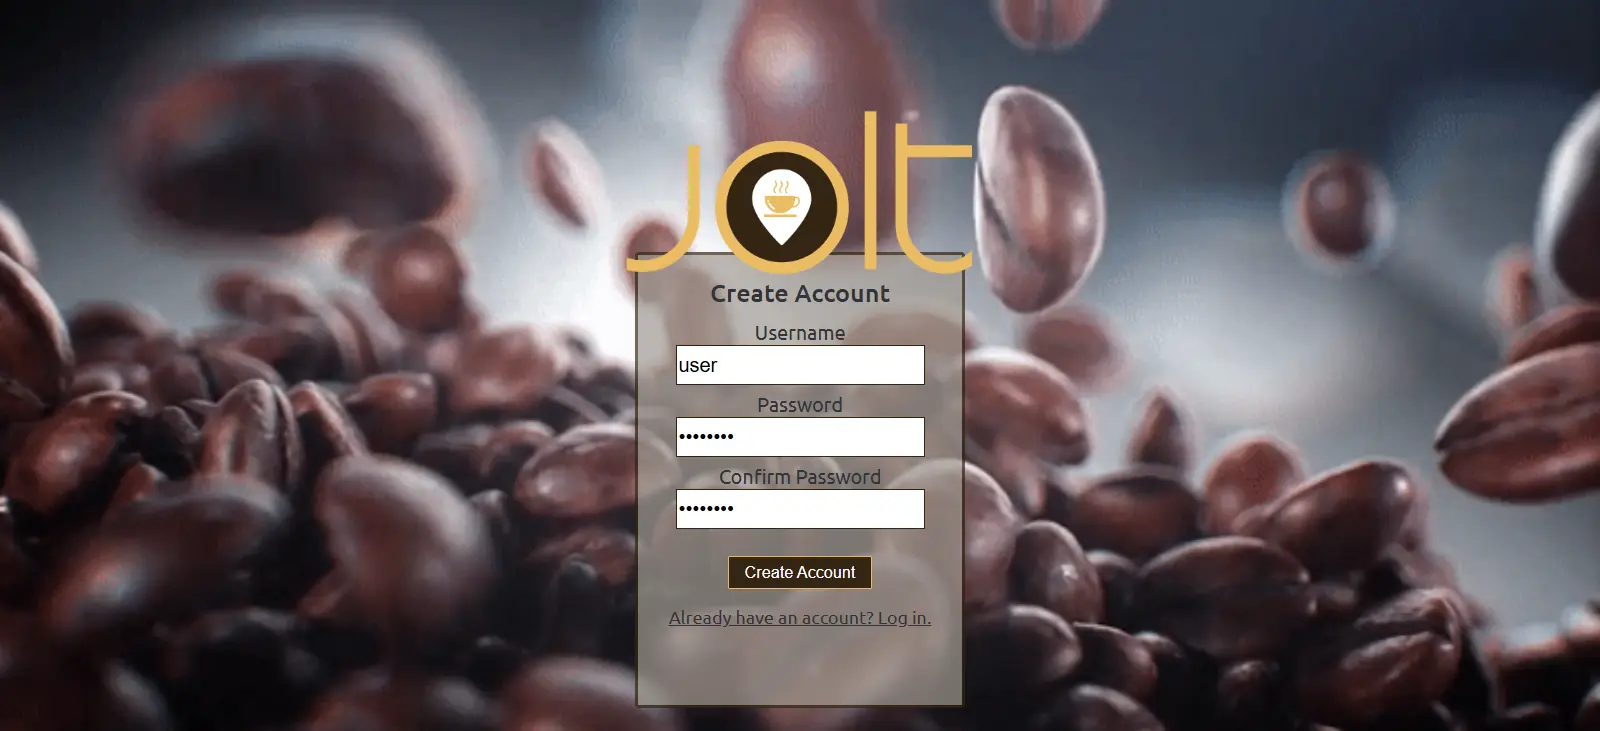 Jolt
Create Account
Username
user
Password
••••••••
Confirm Password
••••••••
Create Account
Already have an account? Log in.